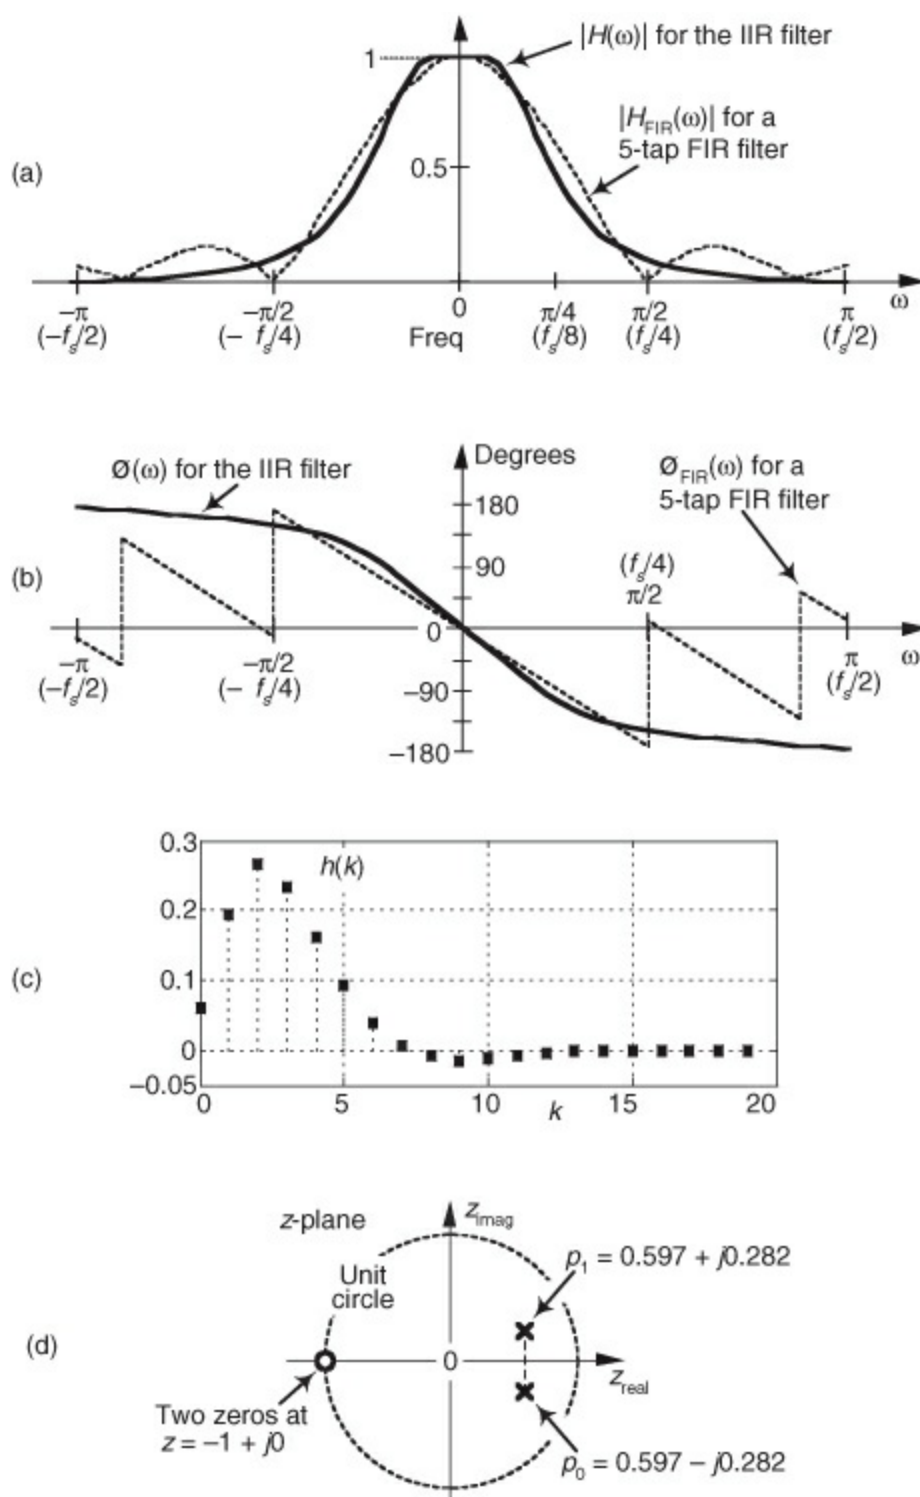 (a)
|H(ω)| for the IIR filter
1
|H_FIR(ω)| for a
5-tap FIR filter
0.5
−π
(−f_s/2)
−π/2
(− f_s/4)
0
Freq
π/4
(f_s/8)
π/2
(f_s/4)
π
(f_s/2)
ω
(b)
Ø(ω) for the IIR filter
Degrees
Ø_FIR(ω) for a
5-tap FIR filter
180
90
0
−90
−180
(f_s/4)
π/2
−π
(−f_s/2)
−π/2
(− f_s/4)
π
(f_s/2)
ω
(c)
0.3
0.2
0.1
0
−0.05
h(k)
0
5
10
15
20
k
(d)
z-plane
z_imag
Unit
circle
p_1 = 0.597 + j0.282
0
z_real
Two zeros at
z = −1 + j0
p_0 = 0.597 − j0.282